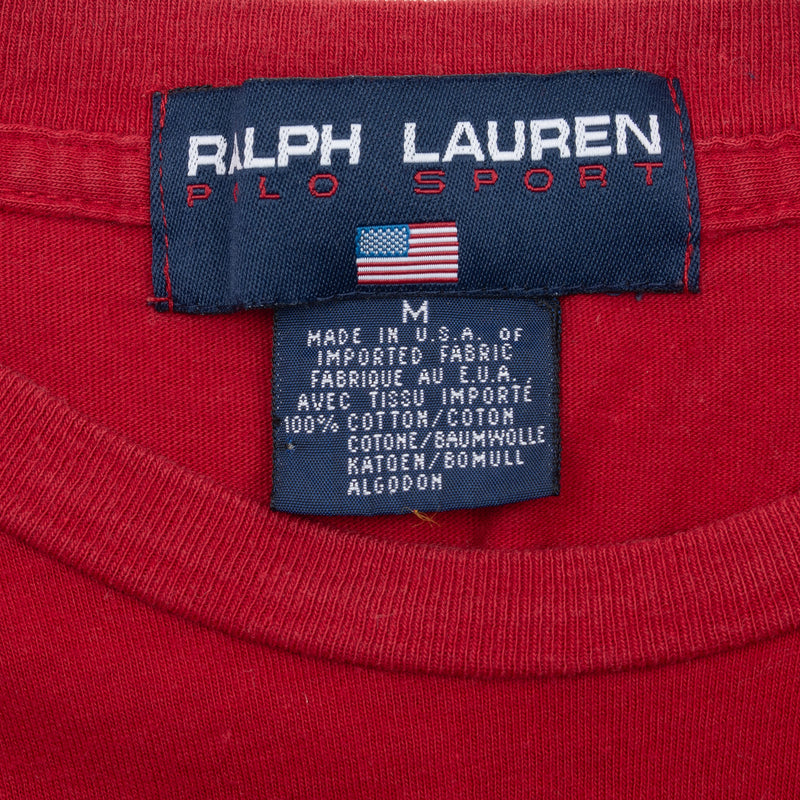 RALPH LAUREN
POLO SPORT
M
MADE IN U.S.A. OF
IMPORTED FABRIC
FABRIQUE AU E.U.A.,
AVEC TISSU IMPORTÉ
100% COTTON/COTON
COTONE/BAUMWOLLE
KATOEN/BOMULL
ALGODON